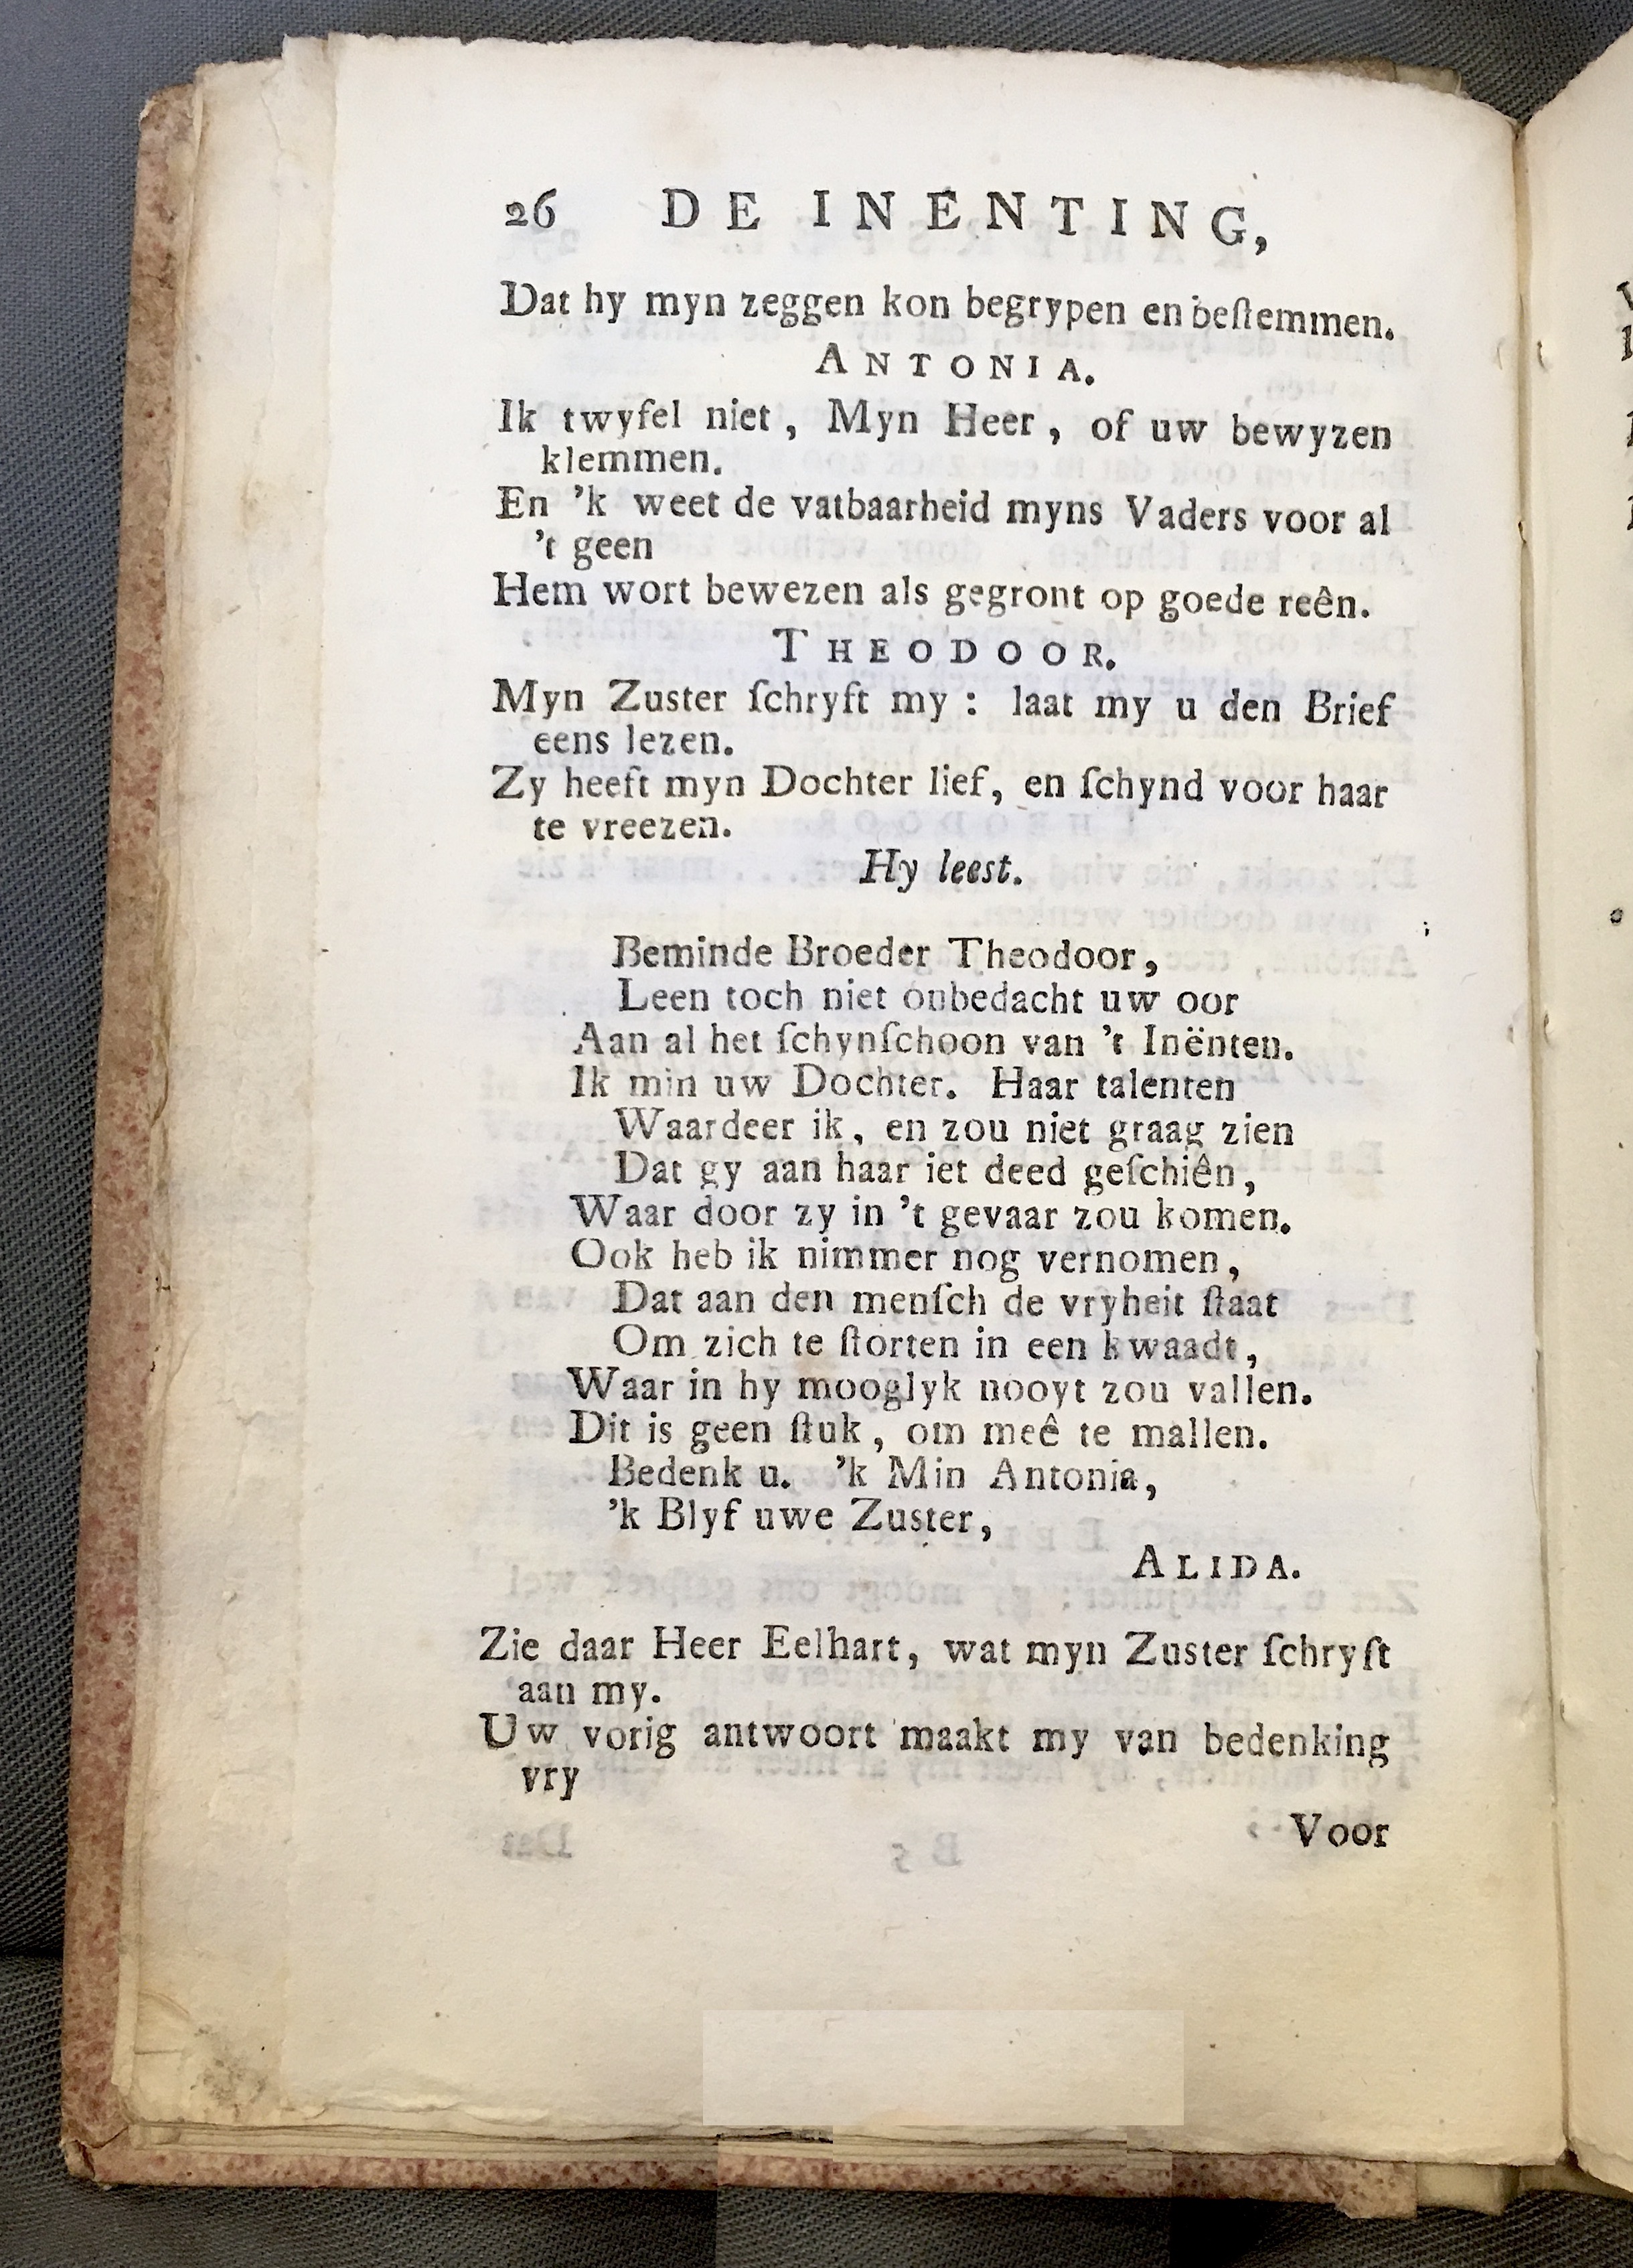 26 DE INENTING,
Dat hy myn zeggen kon begrypen en beſtemmen.
ANTONIA.
Ik twyfel niet, Myn Heer, of uw bewyzen
klemmen.
En 'k weet de vatbaarheid myns Vaders voor al
't geen
Hem wort bewezen als gegront op goede reên.
THEODOOR.
Myn Zuster ſchryft my: laat my u den Brief
eens lezen.
Zy heeft myn Dochter lief, en ſchynd voor haar
te vreezen.
Hy leest.
Beminde Broeder Theodoor,
Leen toch niet onbedacht uw oor
Aan al het ſchynſchoon van 't Inënten.
Ik min uw Dochter. Haar talenten
Waardeer ik, en zou niet graag zien
Dat gy aan haar iet deed geſchiên,
Waar door zy in 't gevaar zou komen.
Ook heb ik nimmer nog vernomen,
Dat aan den menſch de vryheit ſtaat
Om zich te ſtorten in een kwaadt,
Waar in hy mooglyk nooyt zou vallen.
Dit is geen ſtuk, om meê te mallen.
Bedenk u. 'k Min Antonia,
'k Blyf uwe Zuster,
ALIDA.
Zie daar Heer Eelhart, wat myn Zuster ſchryft
aan my.
Uw vorig antwoort maakt my van bedenking
vry
Voor